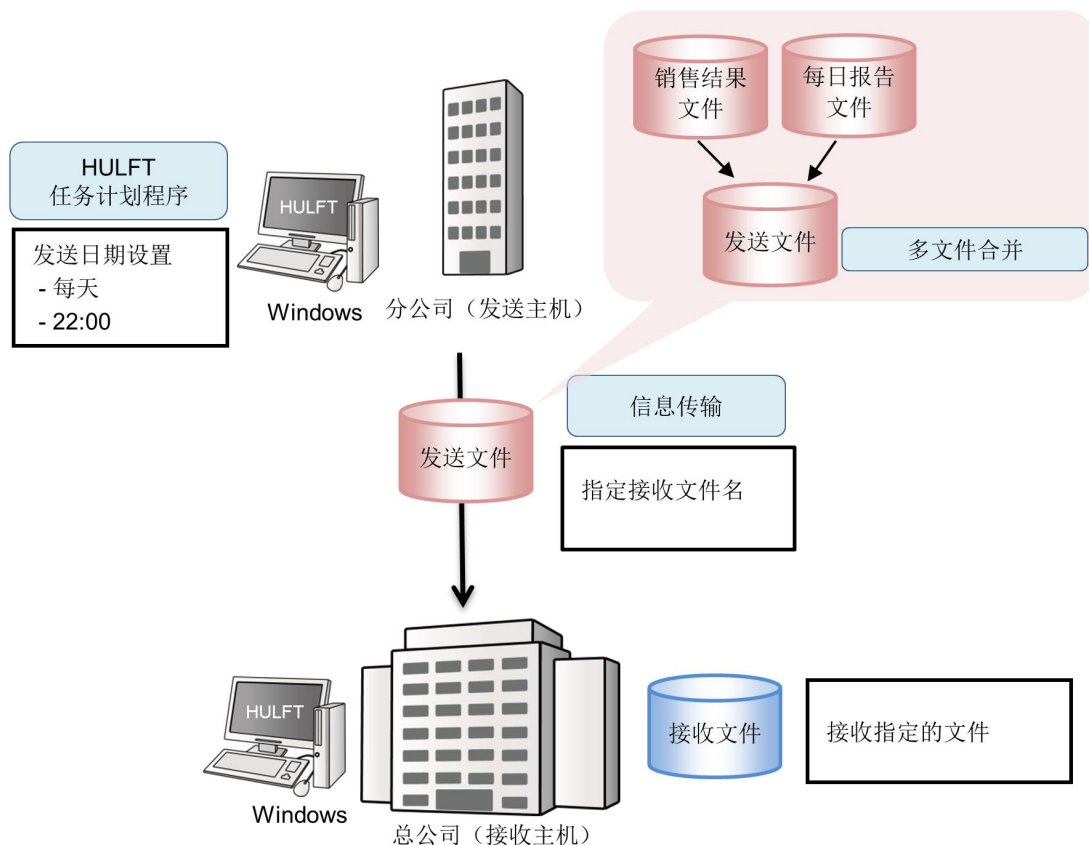 销售结果
文件
每日报告
文件
发送文件
多文件合并
HULFT
任务计划程序
发送日期设置
- 每天
- 22:00
HULFT
Windows
分公司（发送主机）
发送文件
信息传输
指定接收文件名
HULFT
Windows
总公司（接收主机）
接收文件
接收指定的文件